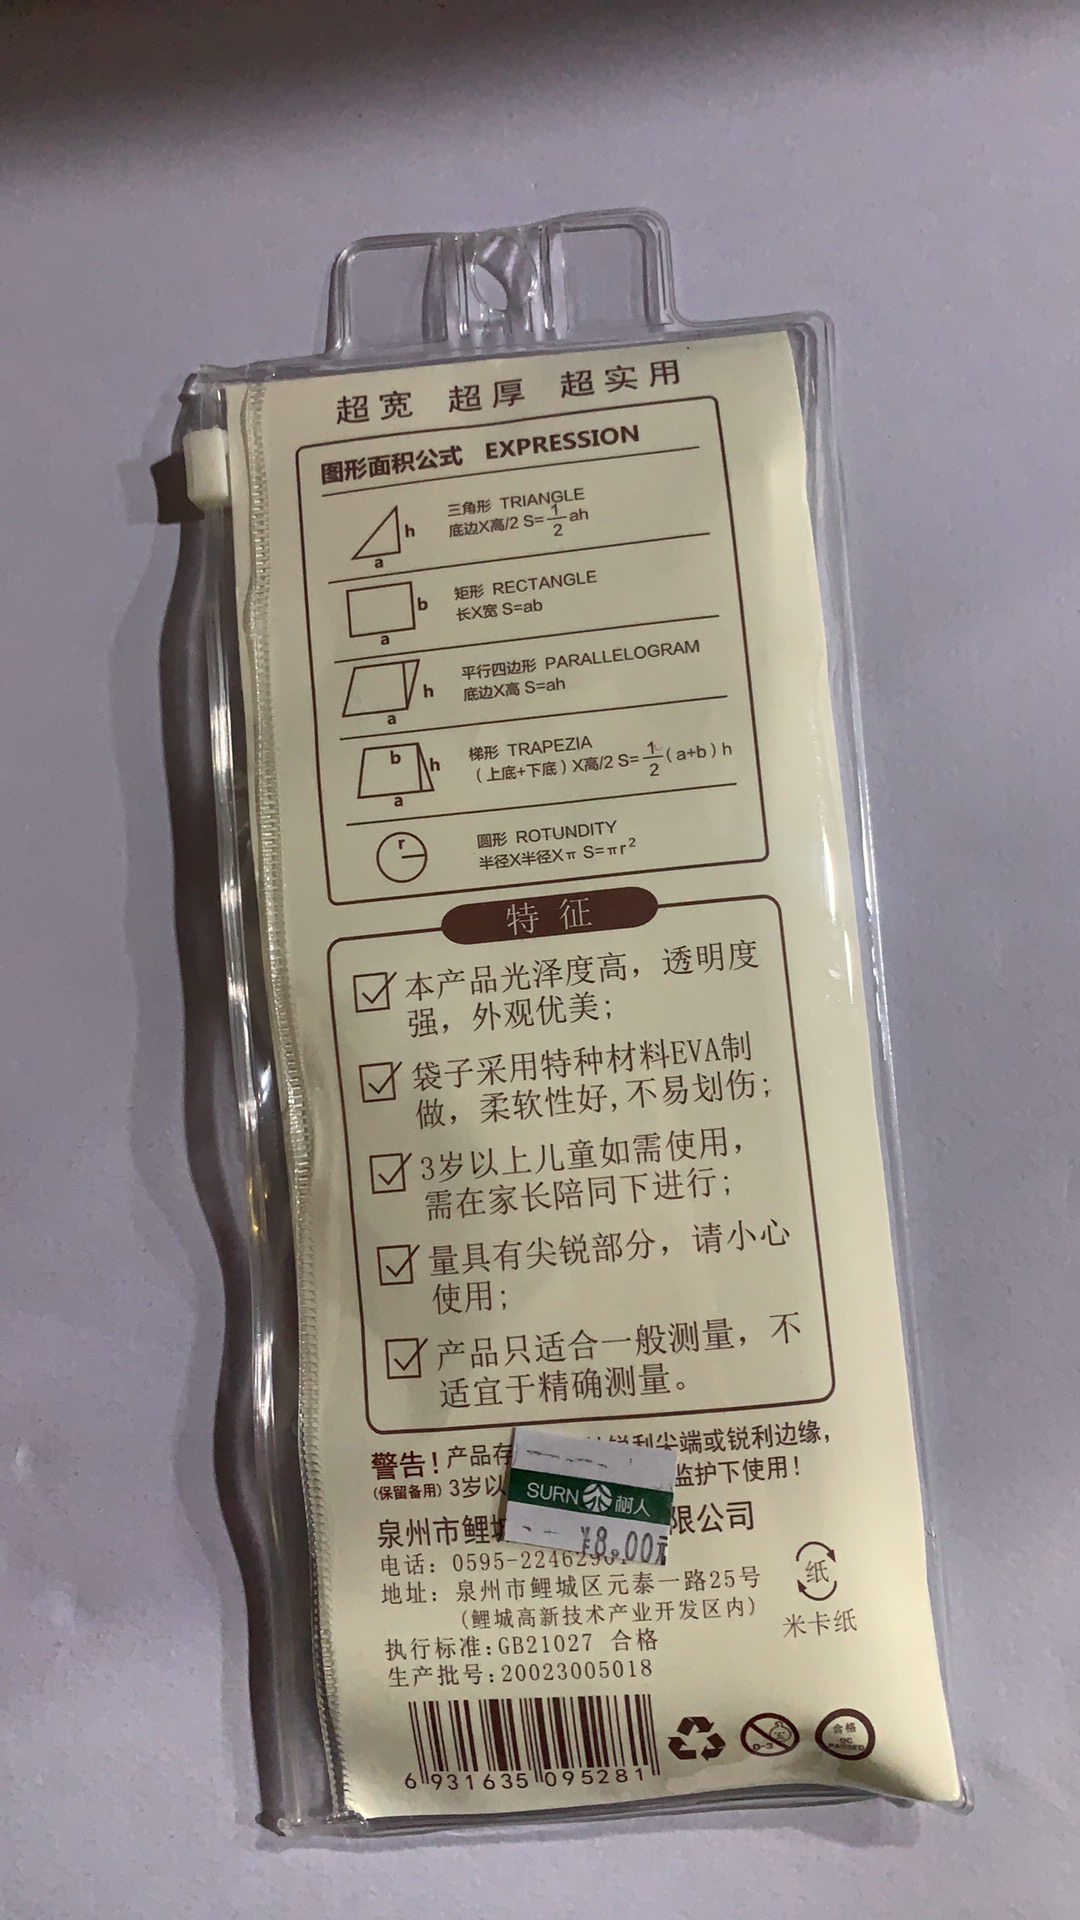 超宽 超厚 超实用
图形面积公式 EXPRESSION
三角形 TRIANGLE
底边X高/2 S=1/2 ah
h
a
矩形 RECTANGLE
长X宽 S=ab
b
a
平行四边形 PARALLELOGRAM
底边X高 S=ah
h
a
梯形 TRAPEZIA
(上底+下底)X高/2 S=1/2(a+b)h
b
h
a
圆形 ROTUNDITY
半径X半径Xπ S=πr²
r
特征
本产品光泽度高，透明度
强，外观优美；
袋子采用特种材料EVA制
做，柔软性好,不易划伤；
3岁以上儿童如需使用，
需在家长陪同下进行；
量具有尖锐部分，请小心
使用；
产品只适合一般测量，不
适宜于精确测量。
警告！产品存 锐利尖端或锐利边缘，
(保留备用) 3岁以 监护下使用！
SURN 树人
¥8.00元
泉州市鲤城 限公司
电话：0595-2246296
地址：泉州市鲤城区元泰一路25号
(鲤城高新技术产业开发区内)
纸
米卡纸
执行标准:GB21027 合格
生产批号:20023005018
6 931635 095281
0-3
合格
QC
PASSED